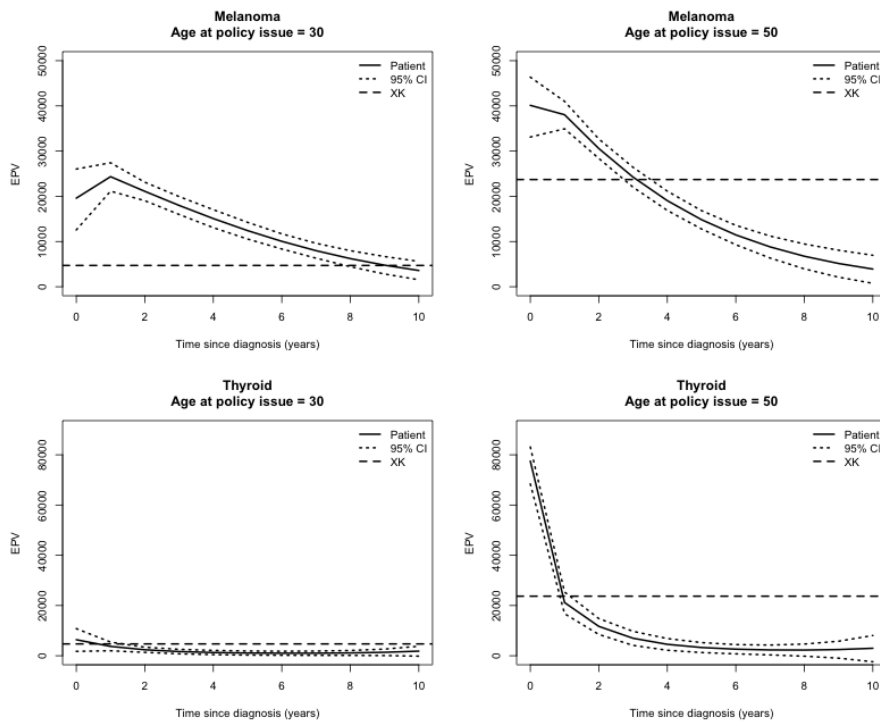 Melanoma
Age at policy issue = 30
Patient
95% CI
XK
EPV
0
10000
20000
30000
40000
50000
0 2 4 6 8 10
Time since diagnosis (years)
Melanoma
Age at policy issue = 50
Patient
95% CI
XK
EPV
0
10000
20000
30000
40000
50000
0 2 4 6 8 10
Time since diagnosis (years)
Thyroid
Age at policy issue = 30
Patient
95% CI
XK
EPV
0
20000
40000
60000
80000
0 2 4 6 8 10
Time since diagnosis (years)
Thyroid
Age at policy issue = 50
Patient
95% CI
XK
EPV
0
20000
40000
60000
80000
0 2 4 6 8 10
Time since diagnosis (years)